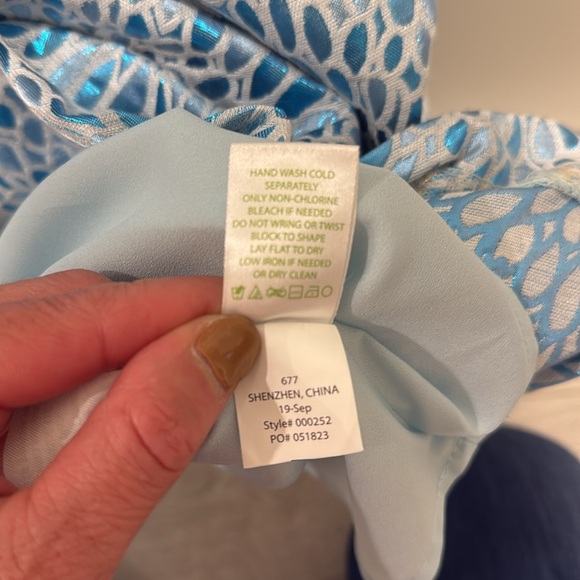 HAND WASH COLD
SEPARATELY
ONLY NON-CHLORINE
BLEACH IF NEEDED
DO NOT WRING OR TWIST
BLOCK TO SHAPE
LAY FLAT TO DRY
LOW IRON IF NEEDED
OR DRY CLEAN
677
SHENZHEN, CHINA
19-Sep
Style# 000252
PO# 051823